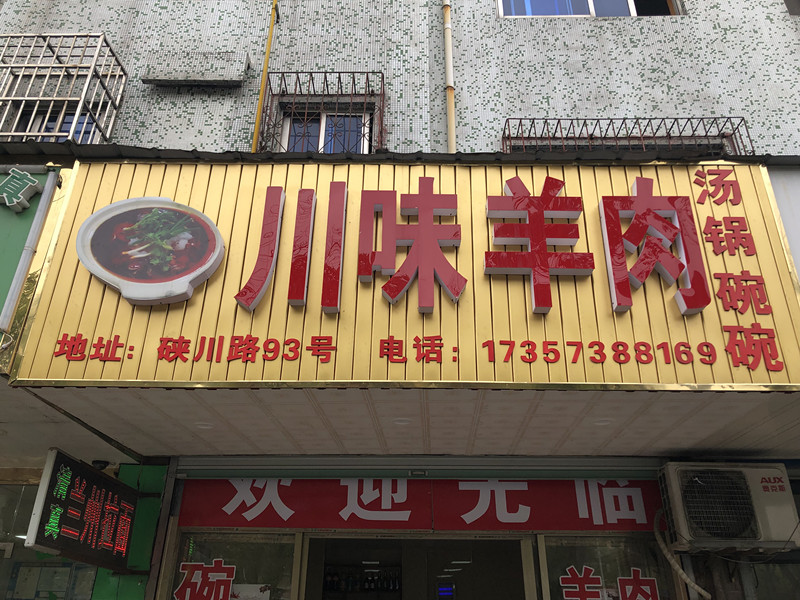 真
川味羊肉
汤锅碗碗
地址：硖川路93号 电话：17357388169
欢迎光临
兰州拉面
AUX
奥克斯
碗
羊肉